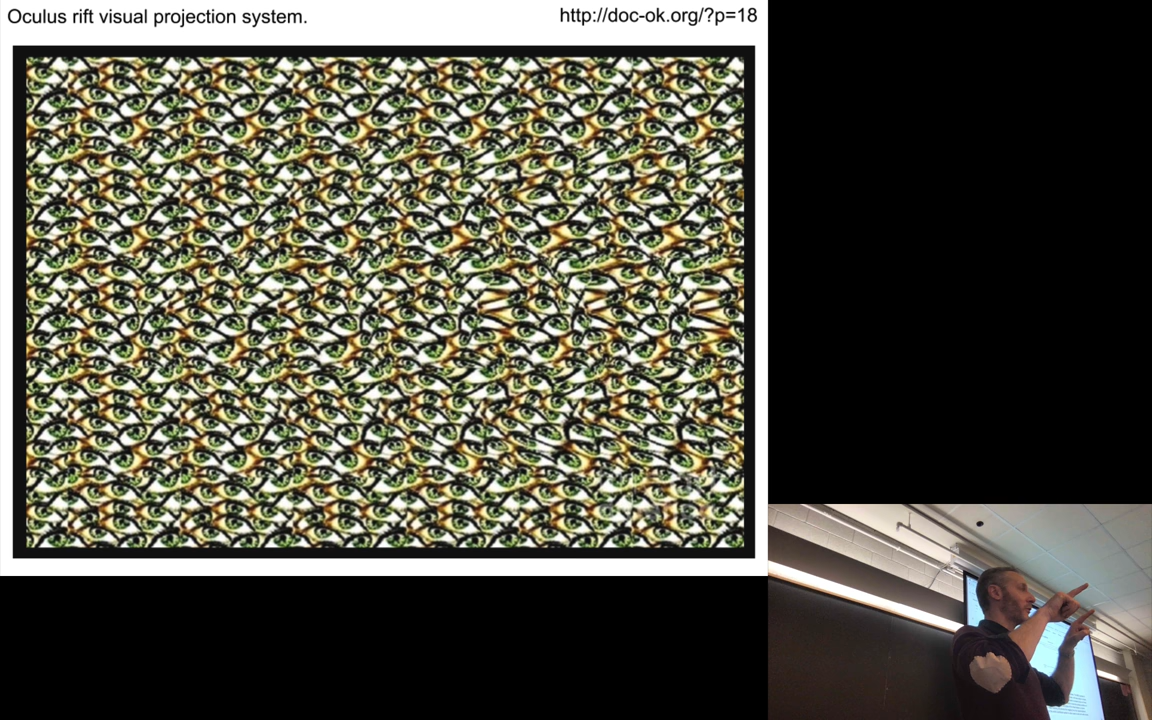 Oculus rift visual projection system.
http://doc-ok.org/?p=18